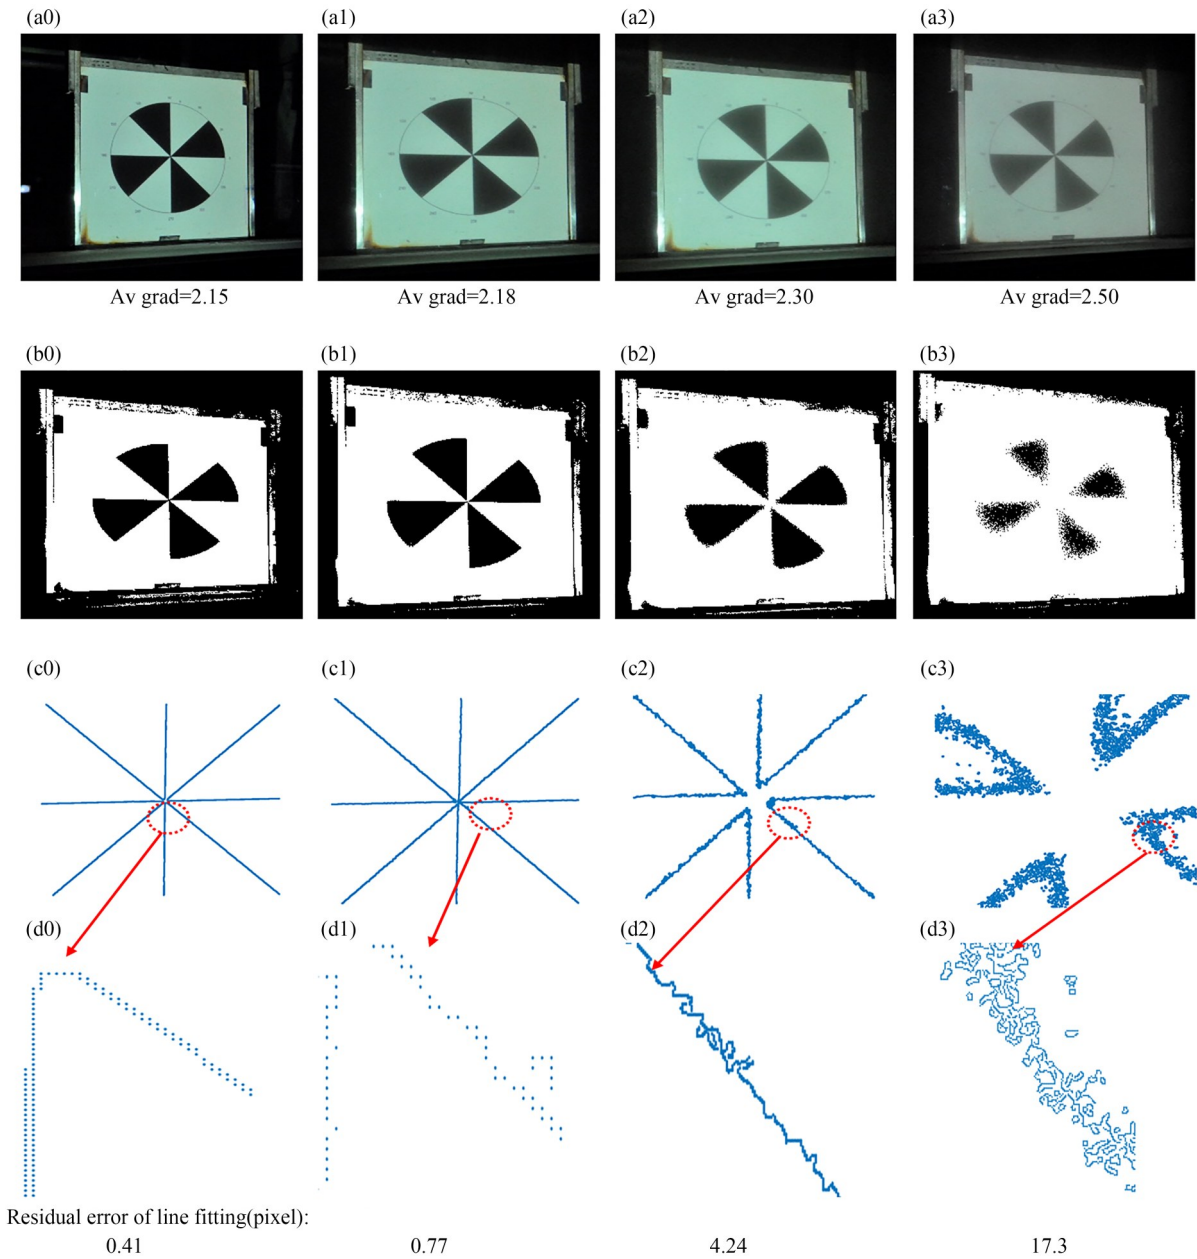 (a0) (a1) (a2) (a3)
Av grad=2.15 Av grad=2.18 Av grad=2.30 Av grad=2.50
(b0) (b1) (b2) (b3)
(c0) (c1) (c2) (c3)
(d0) (d1) (d2) (d3)
Residual error of line fitting(pixel):
0.41 0.77 4.24 17.3